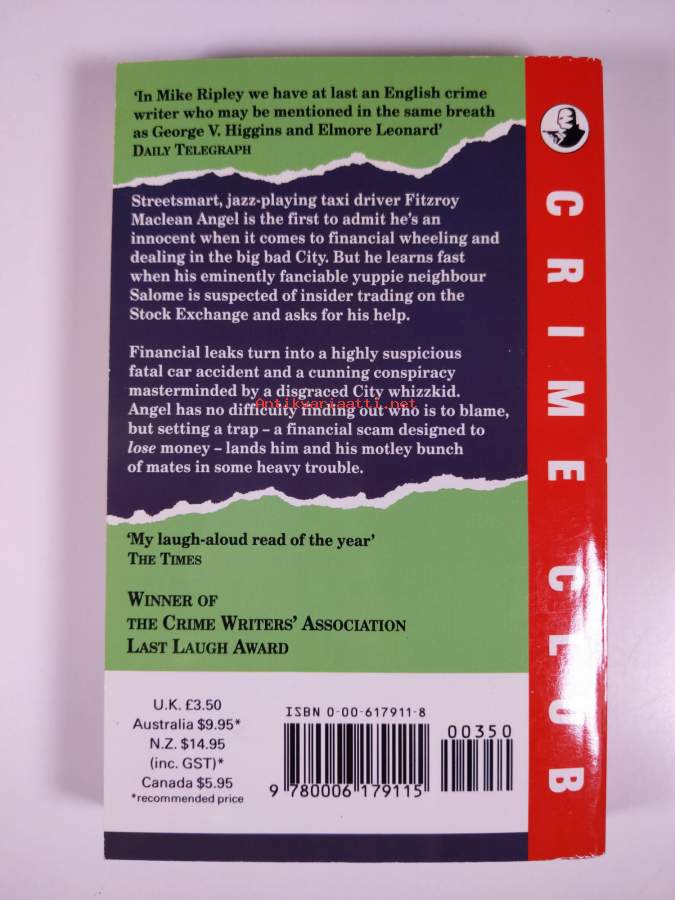 'In Mike Ripley we have at last an English crime
writer who may be mentioned in the same breath
as George V. Higgins and Elmore Leonard'
DAILY TELEGRAPH
Streetsmart, jazz-playing taxi driver Fitzroy
Maclean Angel is the first to admit he's an
innocent when it comes to financial wheeling and
dealing in the big bad City. But he learns fast
when his eminently fanciable yuppie neighbour
Salome is suspected of insider trading on the
Stock Exchange and asks for his help.
Financial leaks turn into a highly suspicious
fatal car accident and a cunning conspiracy
masterminded by a disgraced City whizzkid.
Antikvariaatti.net
Angel has no difficulty finding out who is to blame,
but setting a trap – a financial scam designed to
lose money – lands him and his motley bunch
of mates in some heavy trouble.
'My laugh-aloud read of the year'
THE TIMES
WINNER OF
THE CRIME WRITERS' ASSOCIATION
LAST LAUGH AWARD
U.K. £3.50
Australia $9.95*
N.Z. $14.95
(inc. GST)*
Canada $5.95
*recommended price
ISBN 0-00-617911-8
00350
9 780006 179115
CRIME CLUB